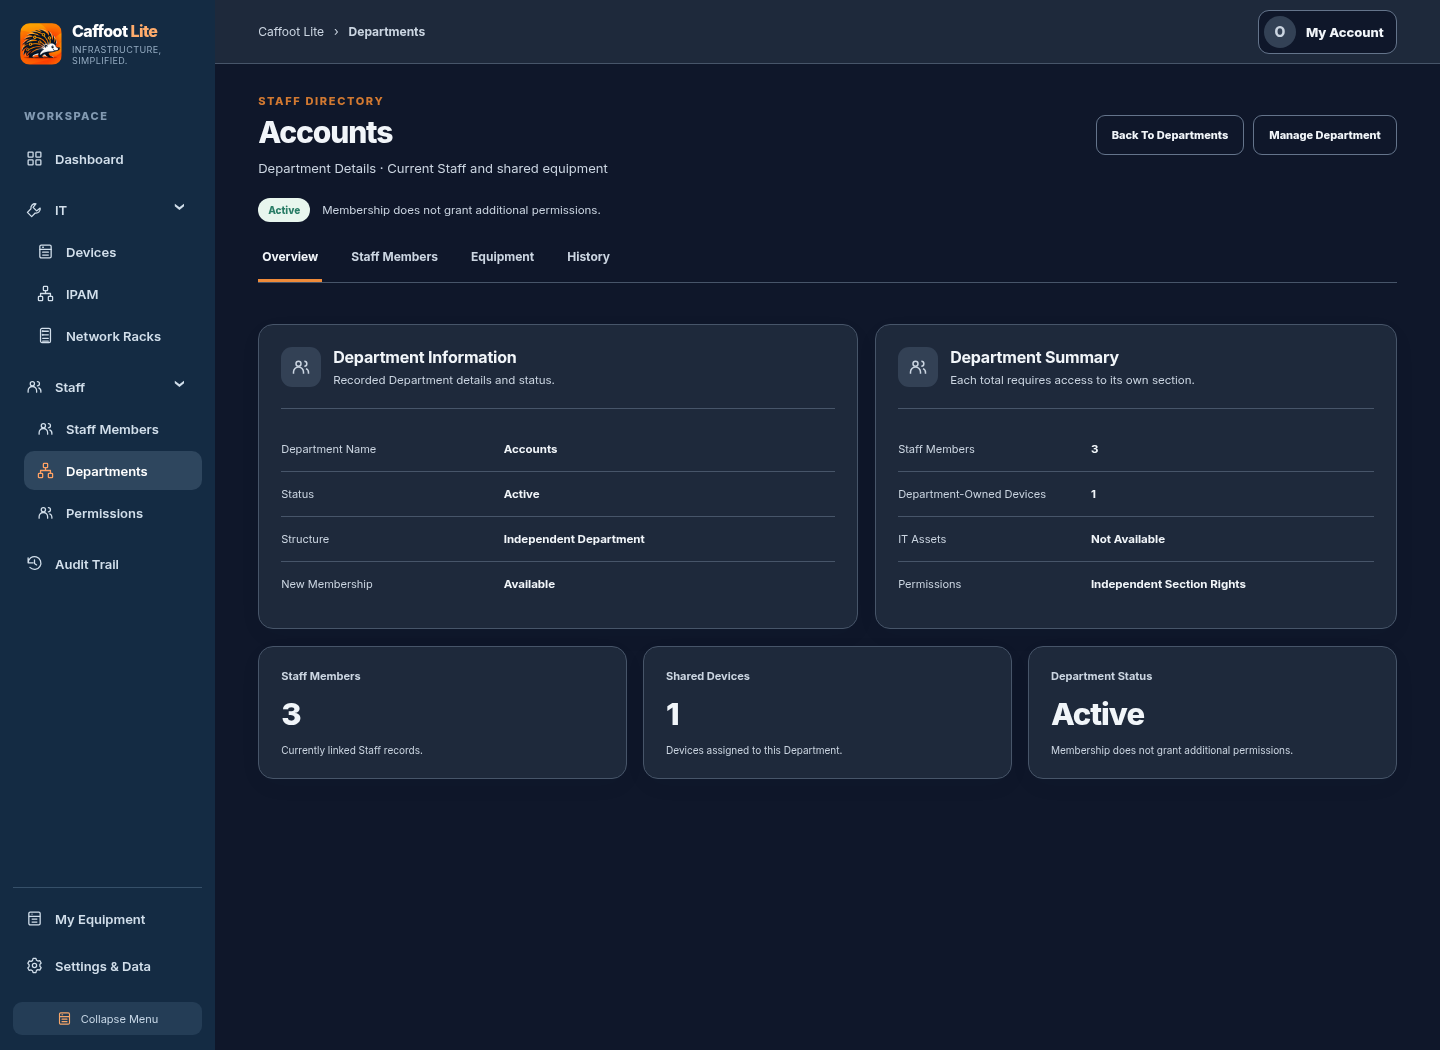 Caffoot Lite
INFRASTRUCTURE,
SIMPLIFIED.
WORKSPACE
Dashboard
IT
Devices
IPAM
Network Racks
Staff
Staff Members
Departments
Permissions
Audit Trail
My Equipment
Settings & Data
Collapse Menu
Caffoot Lite › Departments
O My Account
STAFF DIRECTORY
Accounts
Department Details · Current Staff and shared equipment
Back To Departments
Manage Department
Active Membership does not grant additional permissions.
Overview Staff Members Equipment History
Department Information
Recorded Department details and status.
Department Name Accounts
Status Active
Structure Independent Department
New Membership Available
Department Summary
Each total requires access to its own section.
Staff Members 3
Department-Owned Devices 1
IT Assets Not Available
Permissions Independent Section Rights
Staff Members
3
Currently linked Staff records.
Shared Devices
1
Devices assigned to this Department.
Department Status
Active
Membership does not grant additional permissions.